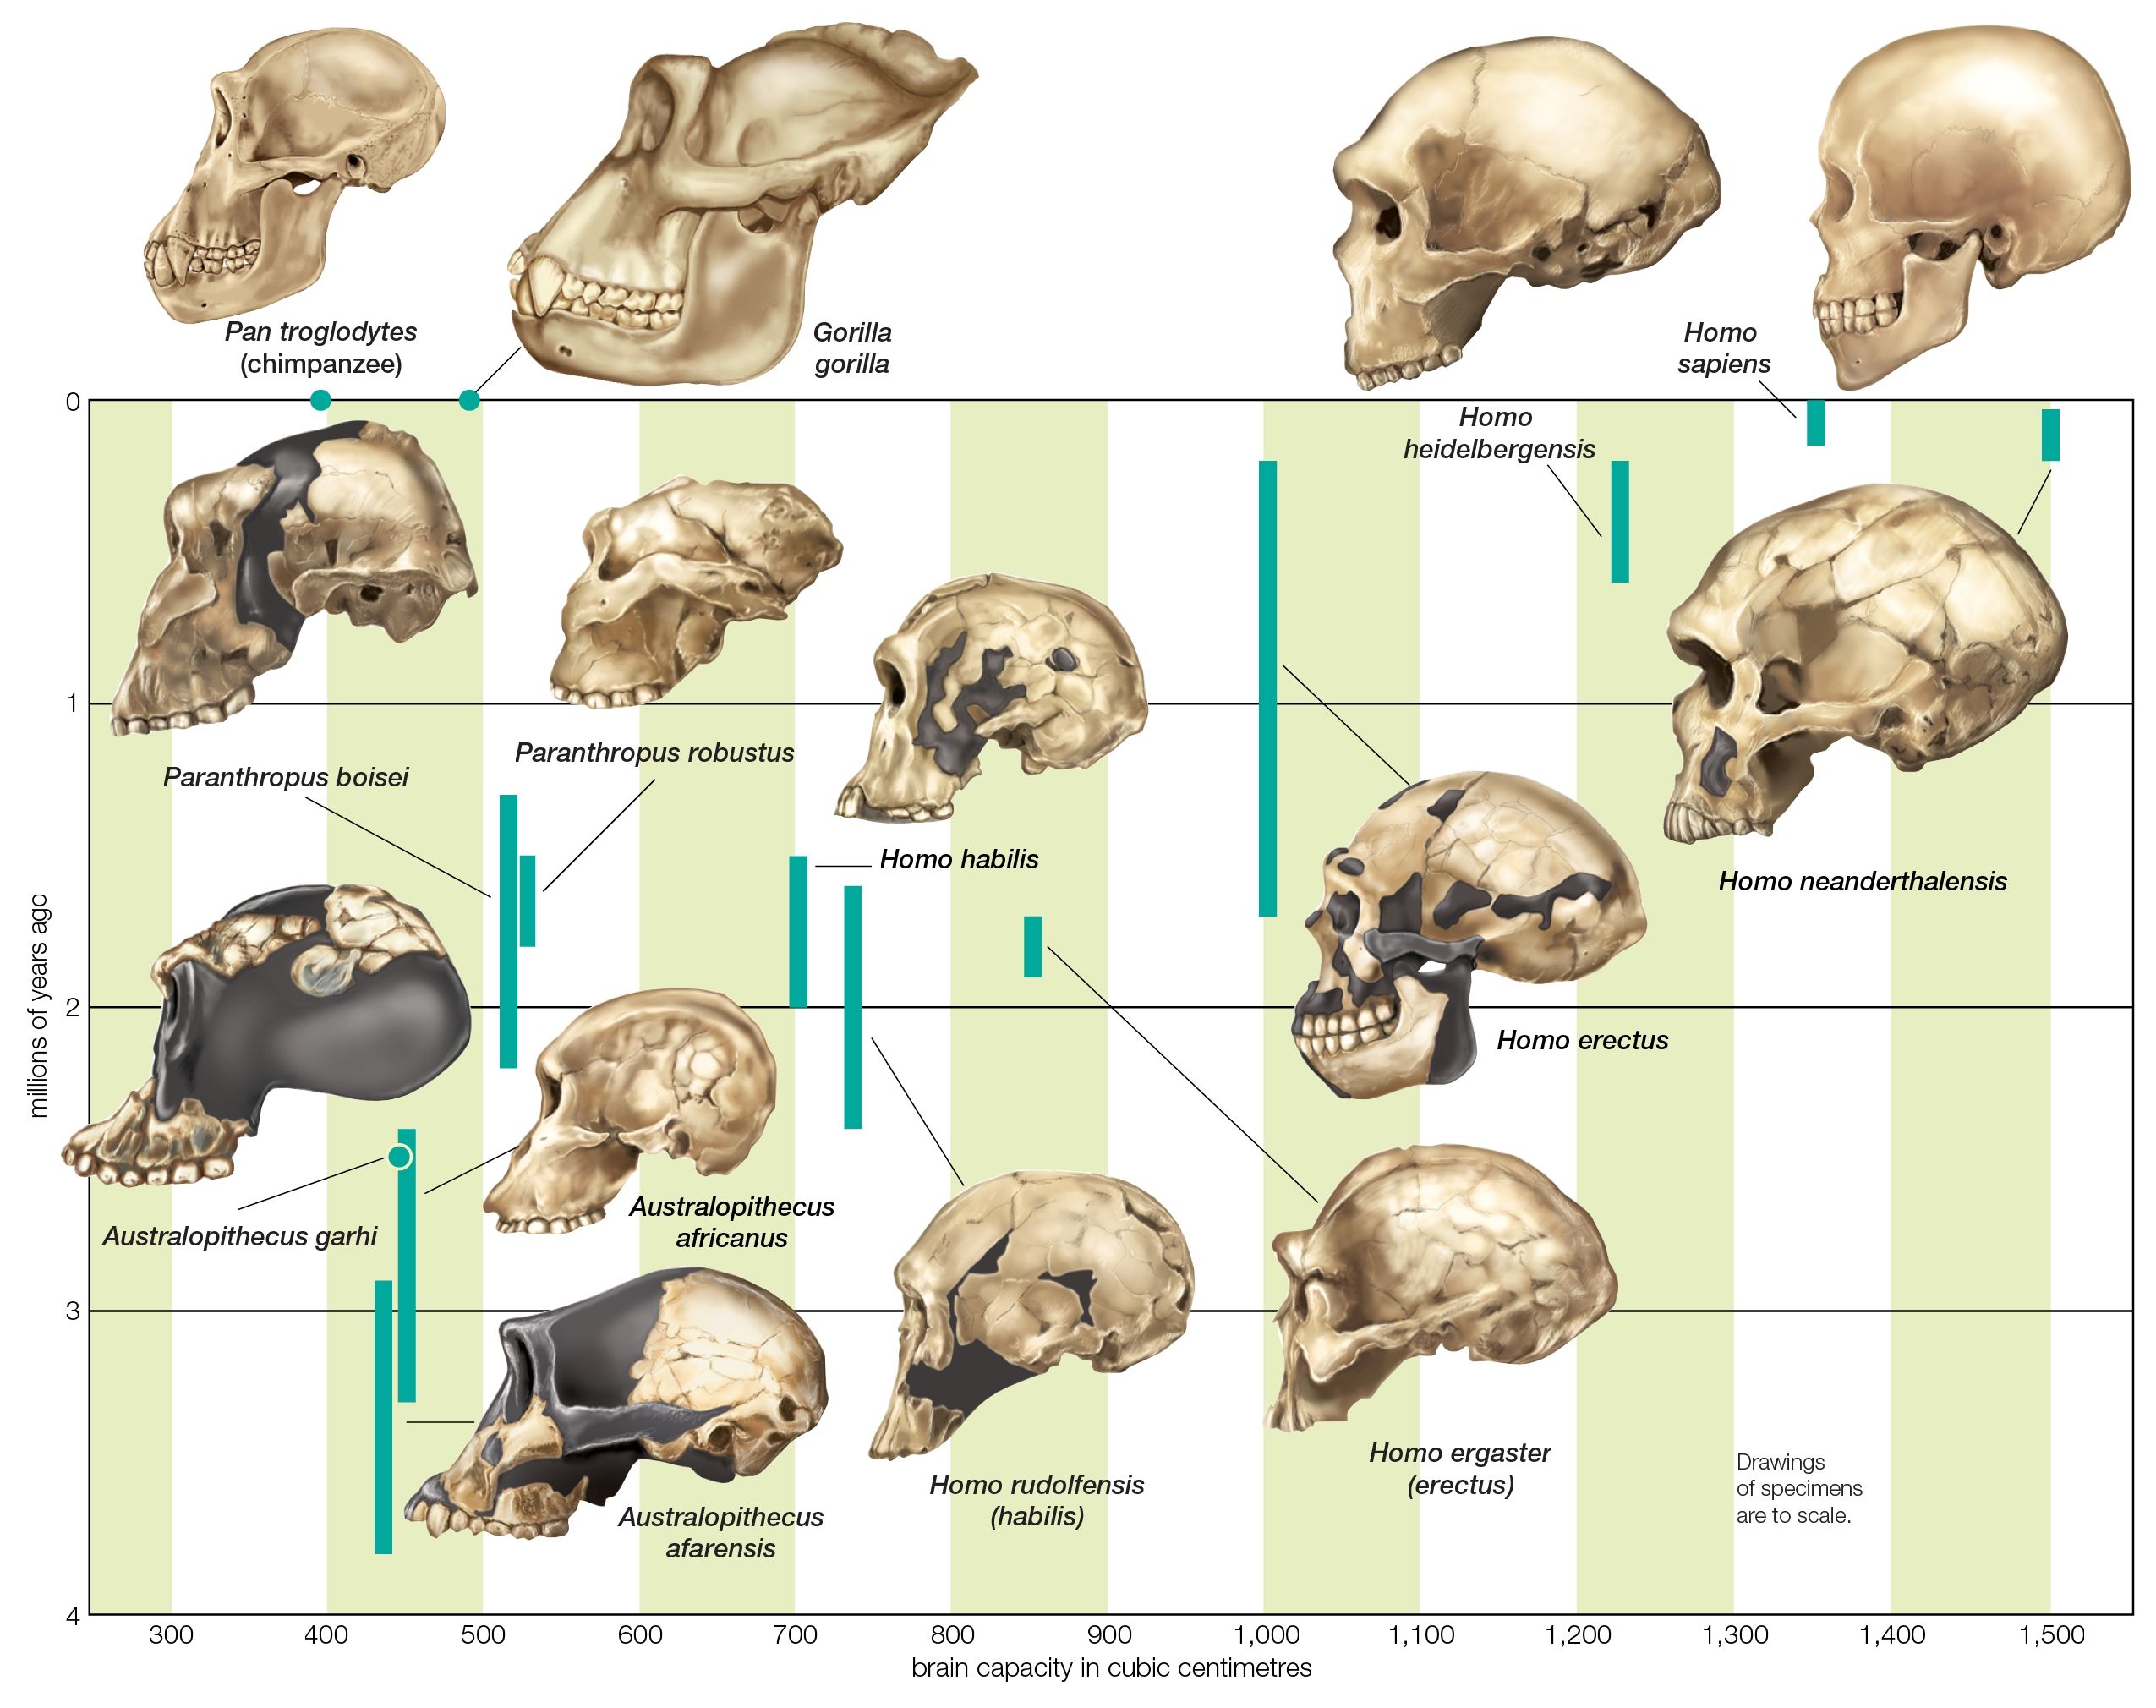 Pan troglodytes
(chimpanzee)
Gorilla
gorilla
Homo
sapiens
Homo
heidelbergensis
0
1
2
3
4
millions of years ago
Paranthropus boisei
Paranthropus robustus
Homo habilis
Homo neanderthalensis
Homo erectus
Australopithecus garhi
Australopithecus
africanus
Australopithecus
afarensis
Homo rudolfensis
(habilis)
Homo ergaster
(erectus)
Drawings
of specimens
are to scale.
300 400 500 600 700 800 900 1,000 1,100 1,200 1,300 1,400 1,500
brain capacity in cubic centimetres